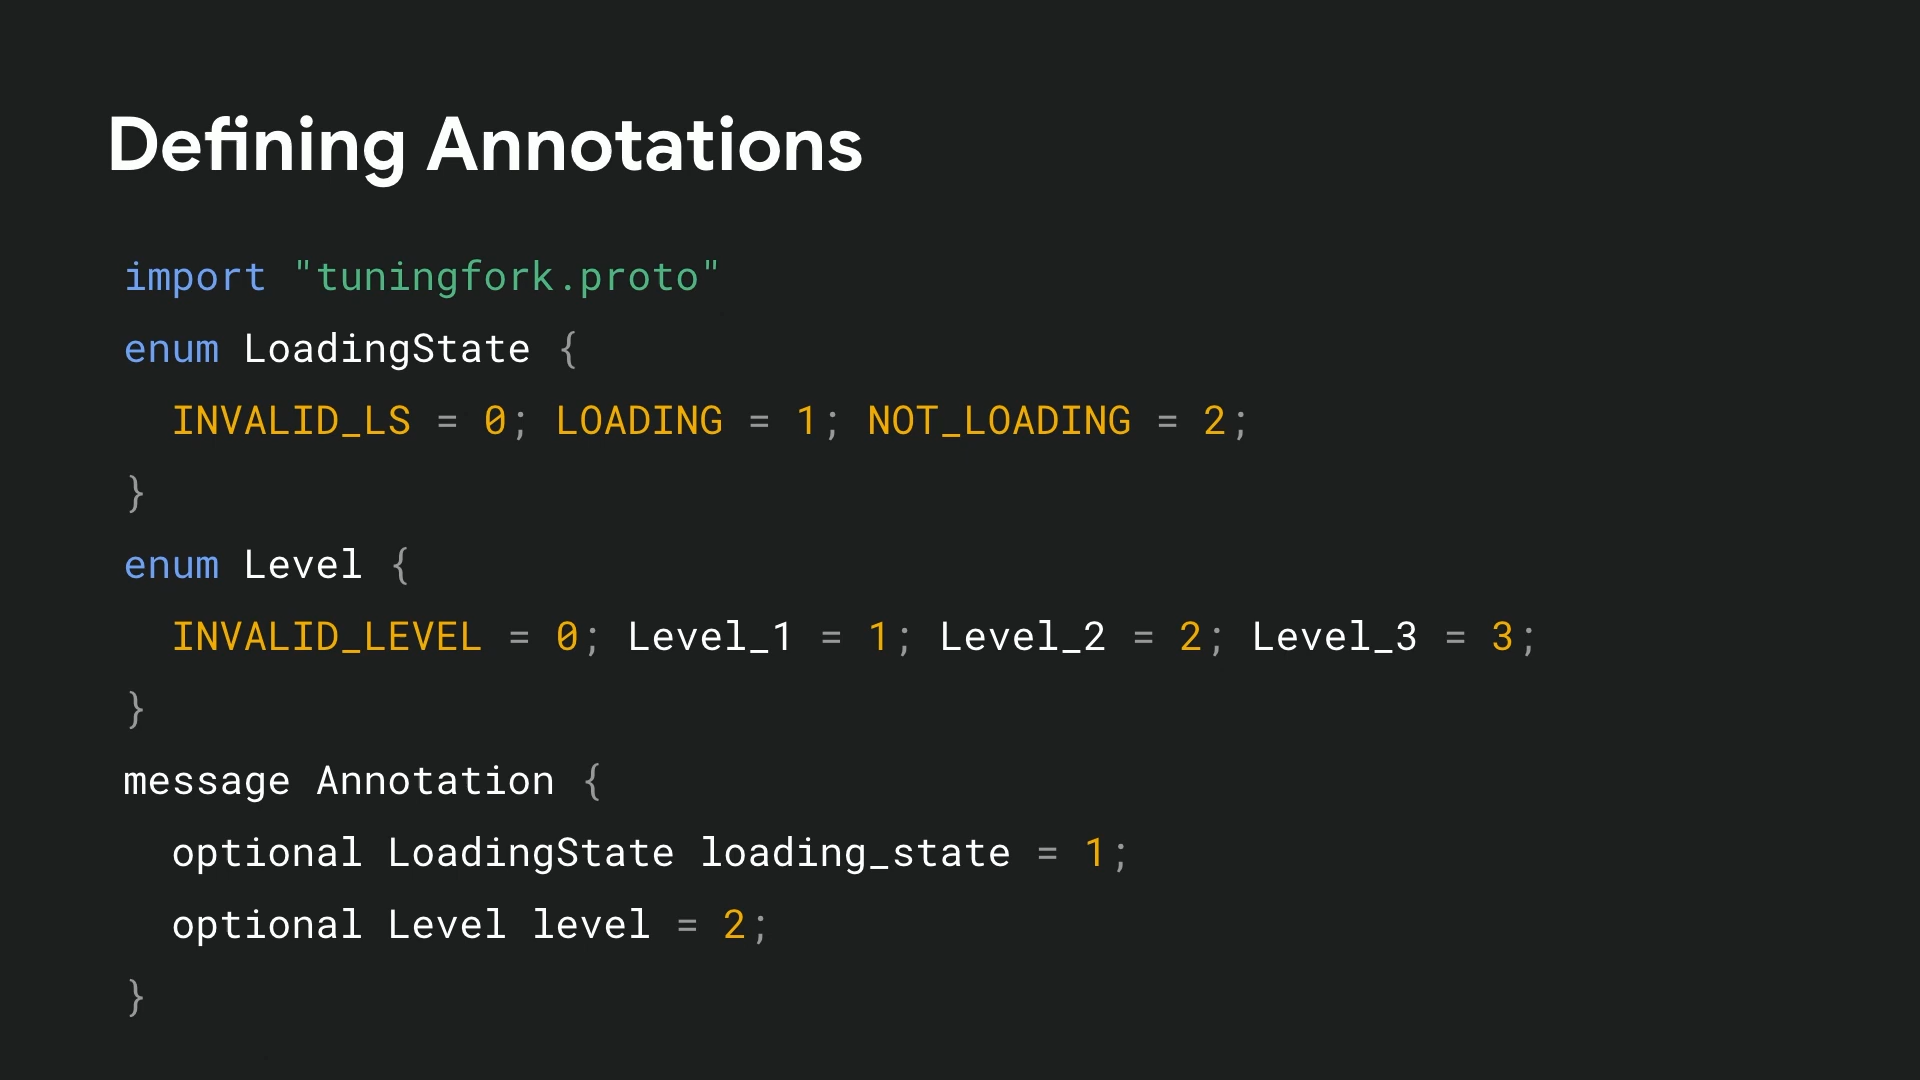 Defining Annotations
import "tuningfork.proto"
enum LoadingState {
INVALID_LS = 0; LOADING = 1; NOT_LOADING = 2;
}
enum Level {
INVALID_LEVEL = 0; Level_1 = 1; Level_2 = 2; Level_3 = 3;
}
message Annotation {
optional LoadingState loading_state = 1;
optional Level level = 2;
}